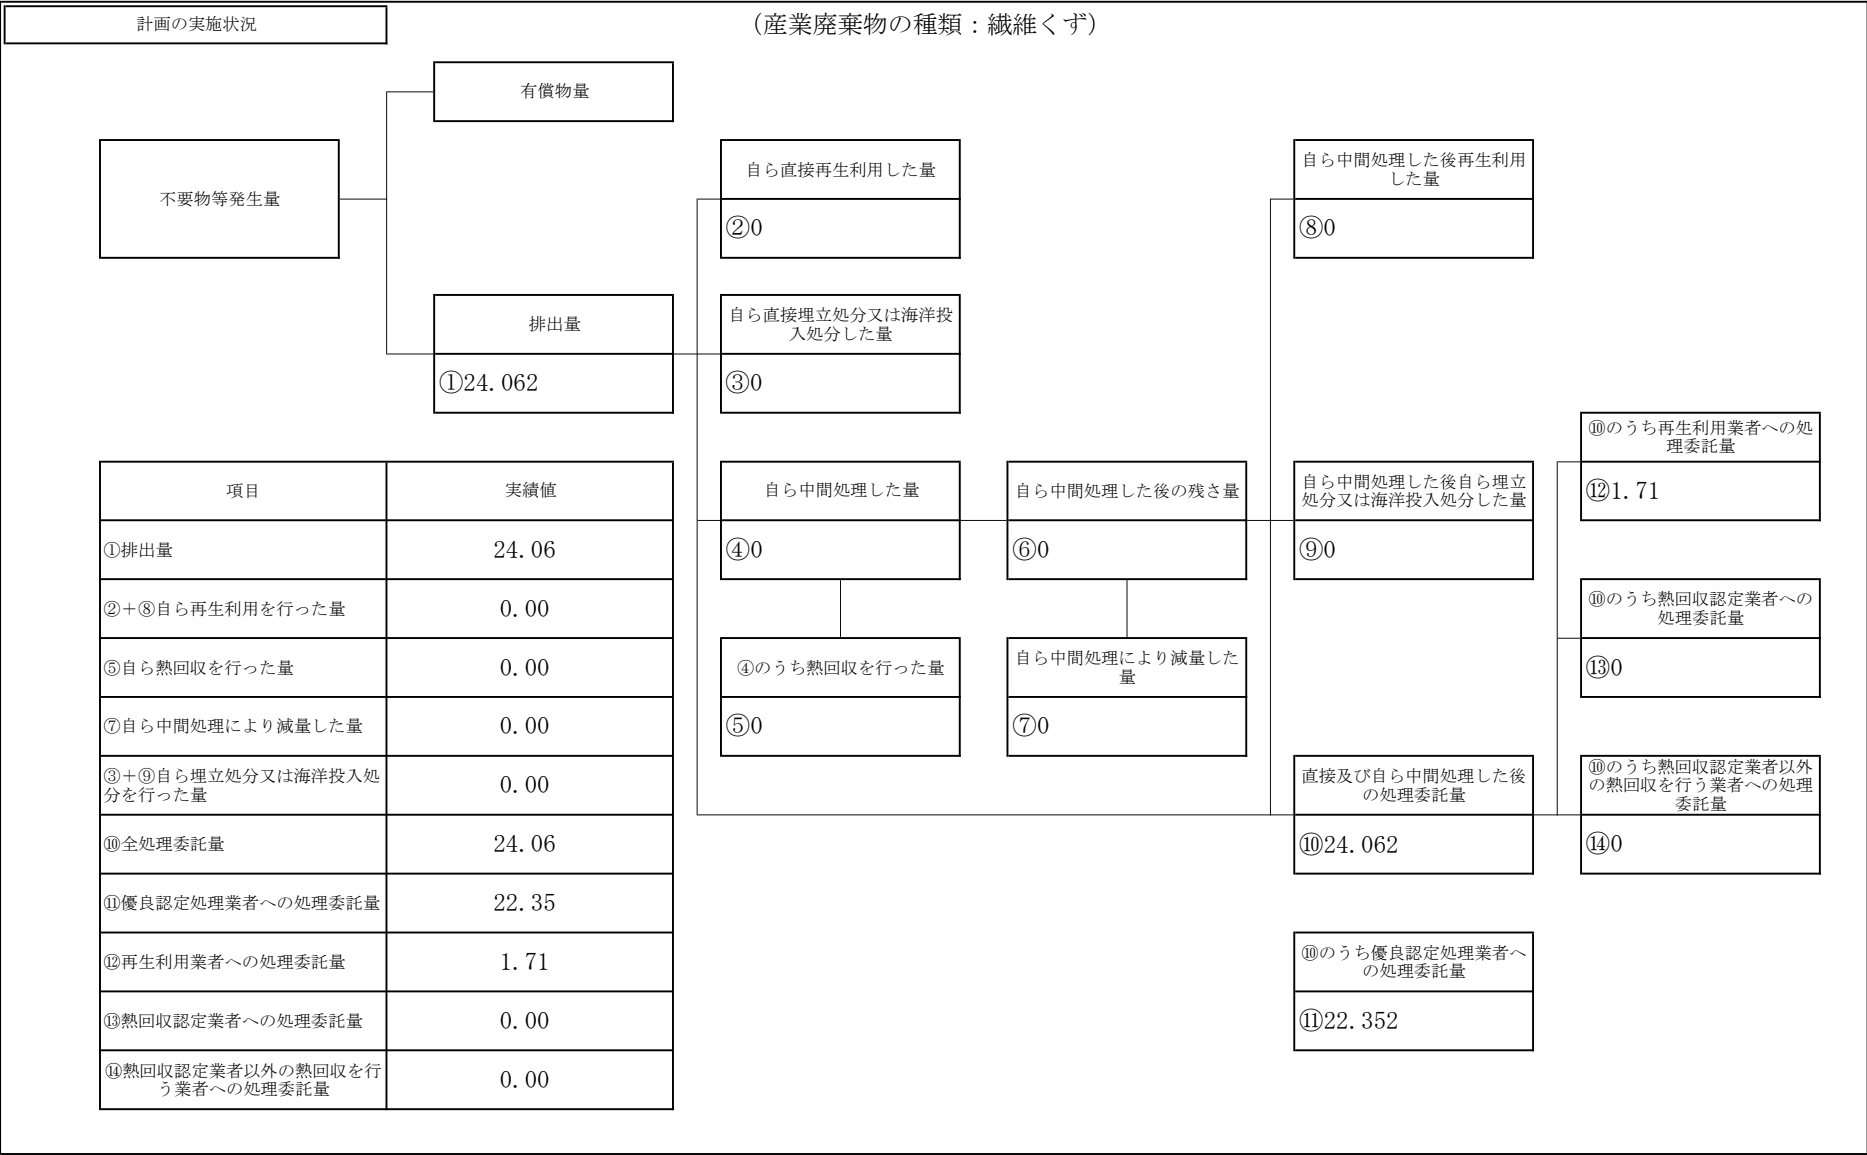 計画の実施状況
（産業廃棄物の種類：繊維くず）
有償物量
不要物等発生量
自ら直接再生利用した量
②0
自ら中間処理した後再生利用
した量
⑧0
排出量
①24.062
自ら直接埋立処分又は海洋投
入処分した量
③0
⑩のうち再生利用業者への処
理委託量
⑫1.71
自ら中間処理した量
④0
自ら中間処理した後の残さ量
⑥0
自ら中間処理した後自ら埋立
処分又は海洋投入処分した量
⑨0
⑩のうち熱回収認定業者への
処理委託量
⑬0
④のうち熱回収を行った量
⑤0
自ら中間処理により減量した
量
⑦0
直接及び自ら中間処理した後
の処理委託量
⑩24.062
⑩のうち熱回収認定業者以外
の熱回収を行う業者への処理
委託量
⑭0
⑩のうち優良認定処理業者へ
の処理委託量
⑪22.352
項目 実績値
①排出量 24.06
②＋⑧自ら再生利用を行った量 0.00
⑤自ら熱回収を行った量 0.00
⑦自ら中間処理により減量した量 0.00
③＋⑨自ら埋立処分又は海洋投入処
分を行った量 0.00
⑩全処理委託量 24.06
⑪優良認定処理業者への処理委託量 22.35
⑫再生利用業者への処理委託量 1.71
⑬熱回収認定業者への処理委託量 0.00
⑭熱回収認定業者以外の熱回収を行
う業者への処理委託量 0.00